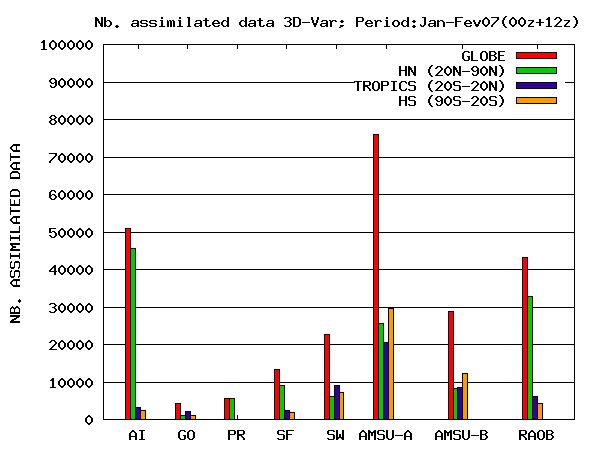 Nb. assimilated data 3D-Var; Period:Jan-Fev07(00z+12z)
100000
90000
80000
70000
60000
50000
40000
30000
20000
10000
0
NB. ASSIMILATED DATA
GLOBE
HN (20N-90N)
TROPICS (20S-20N)
HS (90S-20S)
AI GO PR SF SW AMSU-A AMSU-B RAOB